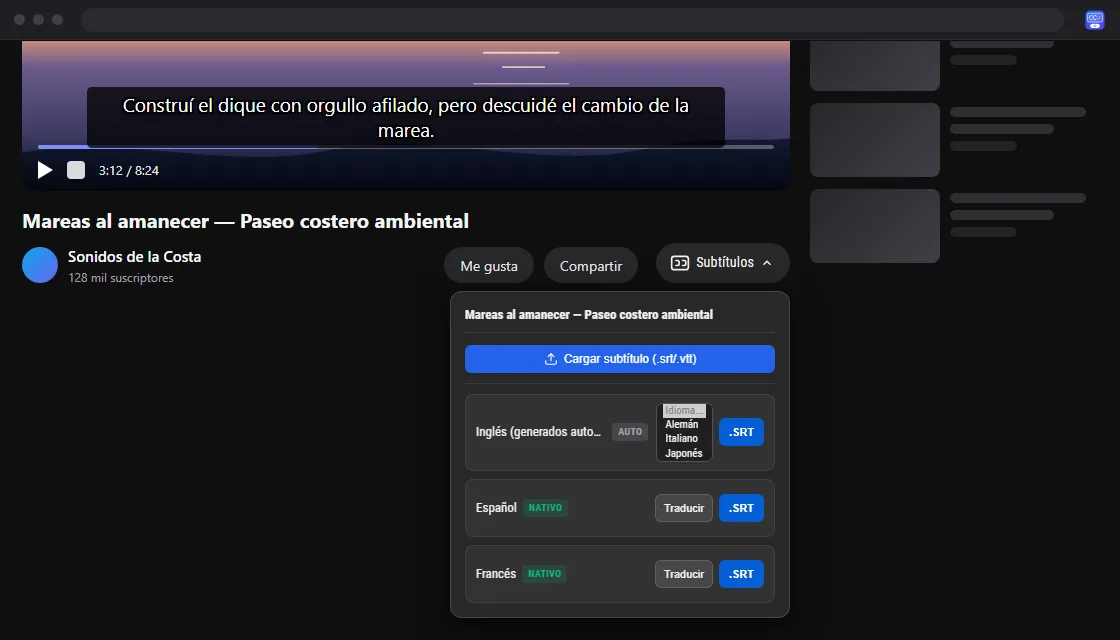 Construí el dique con orgullo afilado, pero descuidé el cambio de la
marea.
3:12 / 8:24
Mareas al amanecer — Paseo costero ambiental
Sonidos de la Costa
128 mil suscriptores
Me gusta
Compartir
Subtítulos
Mareas al amanecer — Paseo costero ambiental
Cargar subtítulo (.srt/.vtt)
Inglés (generados auto...
AUTO
Idioma...
Alemán
Italiano
Japonés
.SRT
Español
NATIVO
Traducir
.SRT
Francés
NATIVO
Traducir
.SRT